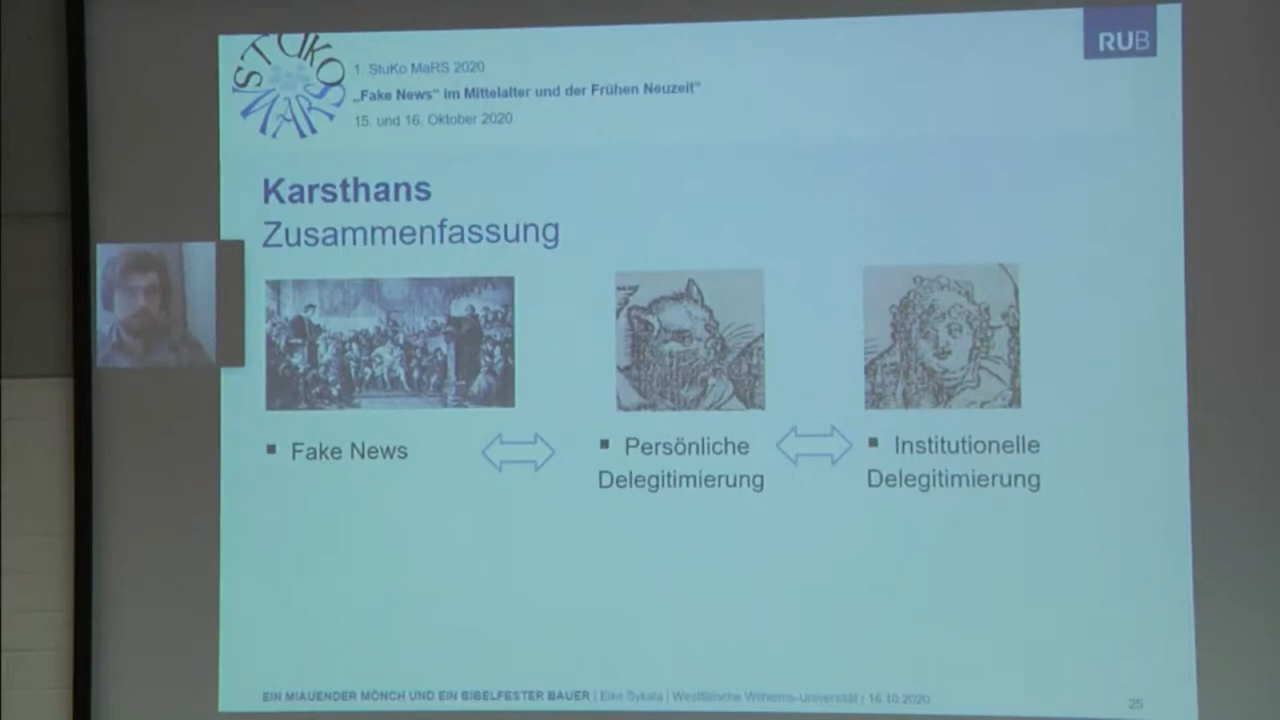 STUKO
MARS
RUB
1. StuKo MaRS 2020
„Fake News“ im Mittelalter und der Frühen Neuzeit“
15. und 16. Oktober 2020
Karsthans
Zusammenfassung
▪ Fake News
▪ Persönliche
Delegitimierung
▪ Institutionelle
Delegitimierung
EIN MIAUENDER MÖNCH UND EIN BIBELFESTER BAUER | Eike Sykala | Westfälische Wilhelms-Universität | 16.10.2020
25